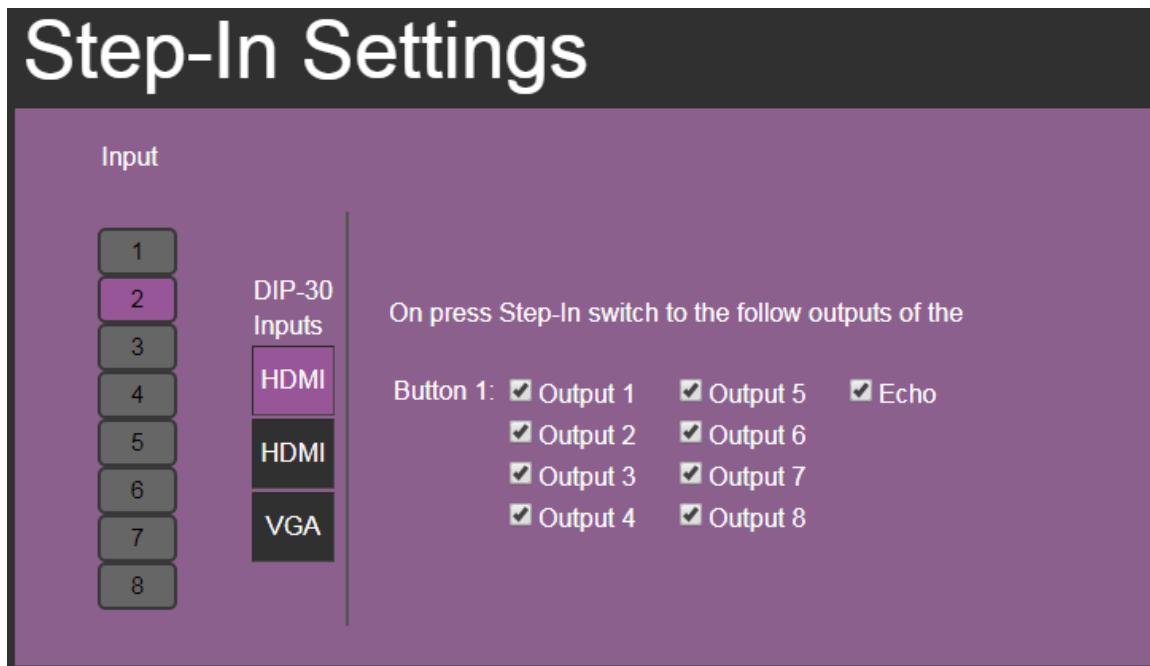 Step-In Settings
Input
1
2
3
4
5
6
7
8
DIP-30
Inputs
HDMI
HDMI
VGA
On press Step-In switch to the follow outputs of the
Button 1: Output 1 Output 5 Echo
Output 2 Output 6
Output 3 Output 7
Output 4 Output 8